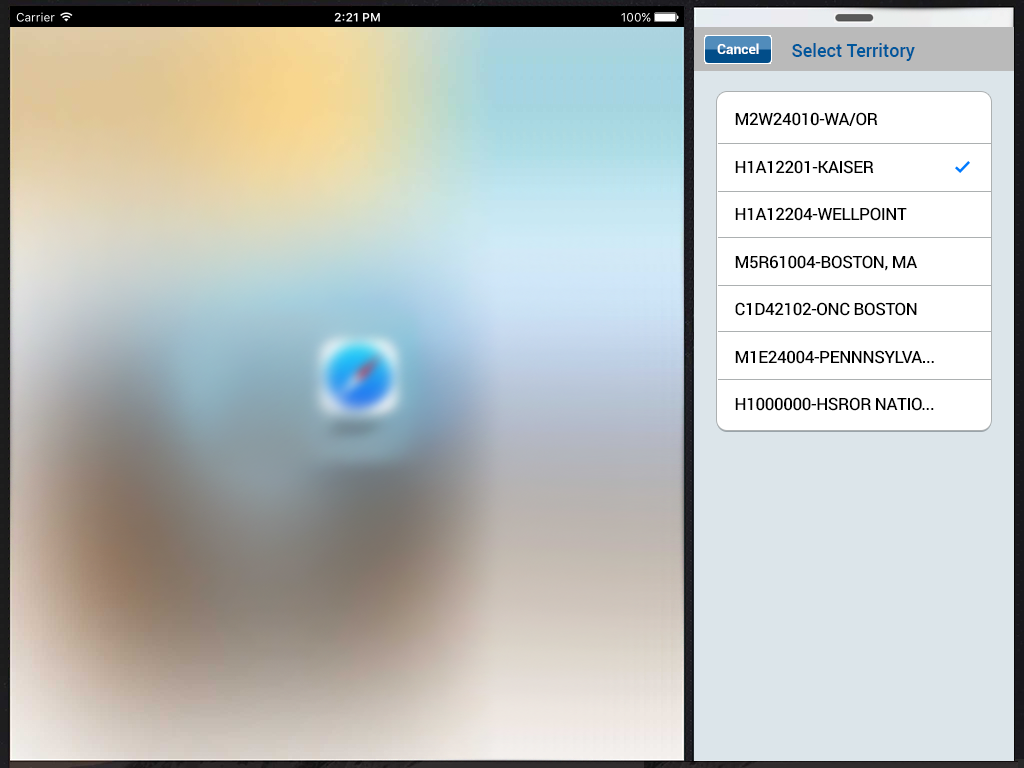 Carrier 2:21 PM 100%
Cancel Select Territory
M2W24010-WA/OR
H1A12201-KAISER
H1A12204-WELLPOINT
M5R61004-BOSTON, MA
C1D42102-ONC BOSTON
M1E24004-PENNNSYLVA...
H1000000-HSROR NATIO...